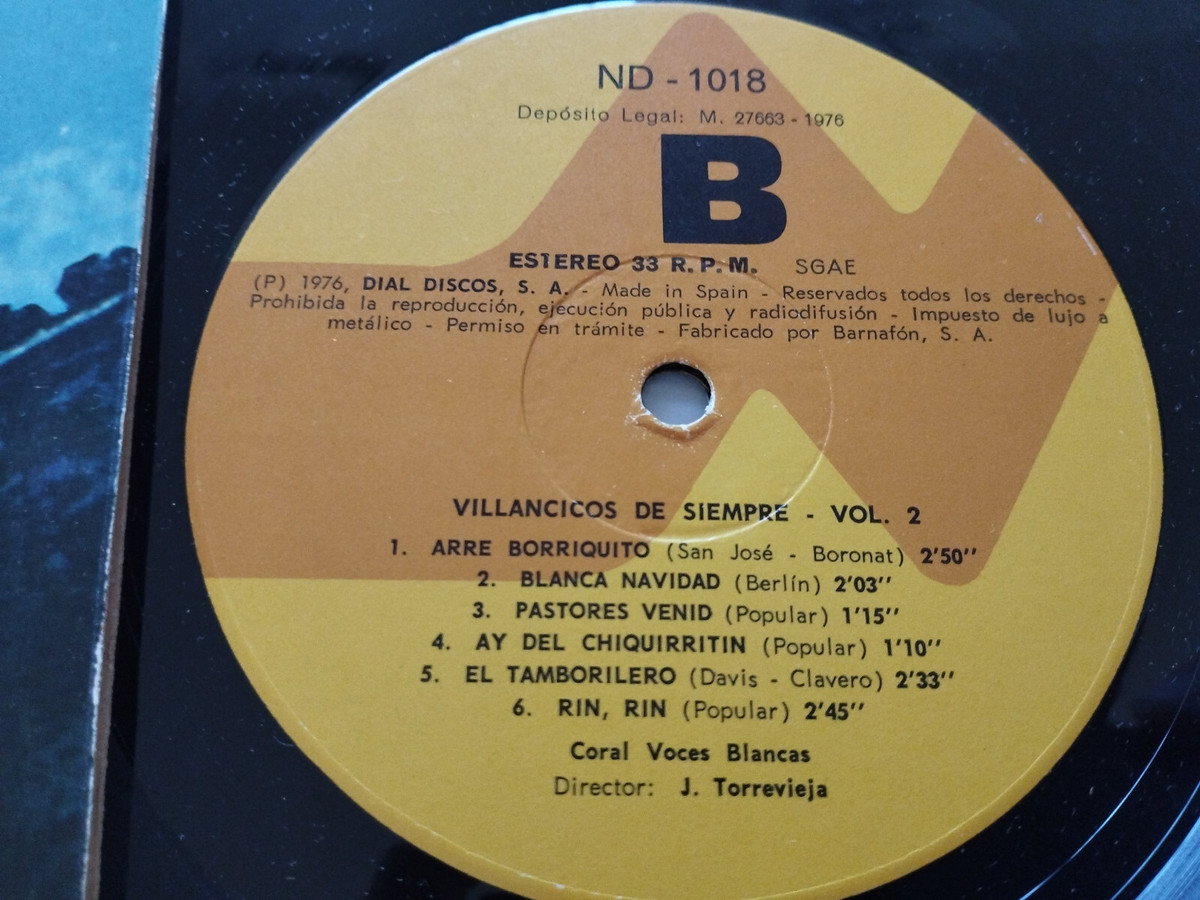 ND - 1018
Depósito Legal: M. 27663 - 1976
B
ESTEREO 33 R.P.M. SGAE
(P) 1976, DIAL DISCOS, S. A. - Made in Spain - Reservados todos los derechos -
Prohibida la reproducción, ejecución pública y radiodifusión - Impuesto de lujo a
metálico - Permiso en trámite - Fabricado por Barnafón, S. A.
VILLANCICOS DE SIEMPRE - VOL. 2
1. ARRE BORRIQUITO (San José - Boronat) 2'50''
2. BLANCA NAVIDAD (Berlín) 2'03''
3. PASTORES VENID (Popular) 1'15''
4. AY DEL CHIQUIRRITIN (Popular) 1'10''
5. EL TAMBORILERO (Davis - Clavero) 2'33''
6. RIN, RIN (Popular) 2'45''
Coral Voces Blancas
Director: J. Torrevieja